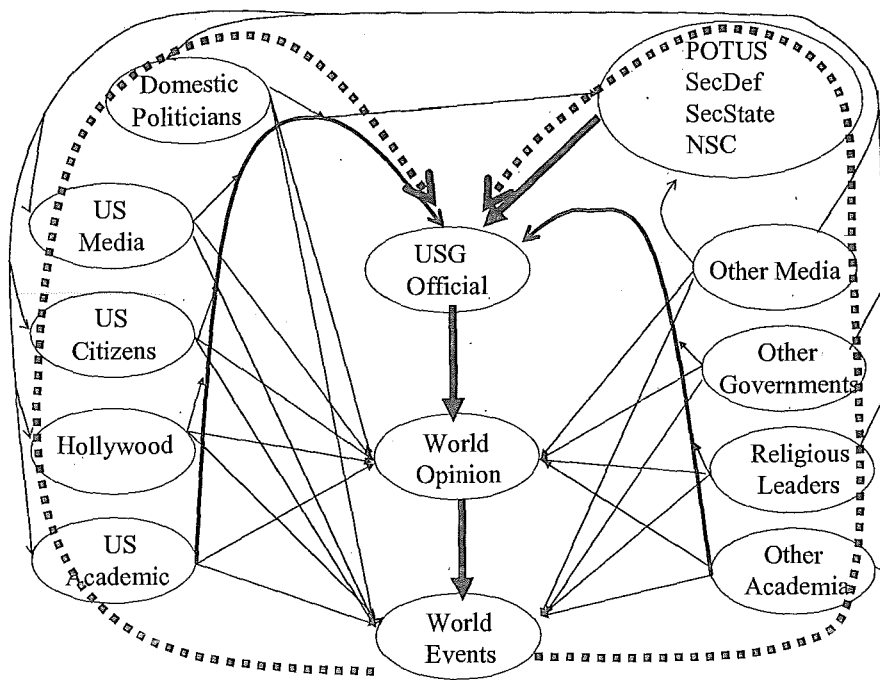 Domestic
Politicians
POTUS
SecDef
SecState
NSC
US
Media
USG
Official
Other Media
US
Citizens
Other
Governments
Hollywood
World
Opinion
Religious
Leaders
US
Academic
World
Events
Other
Academia